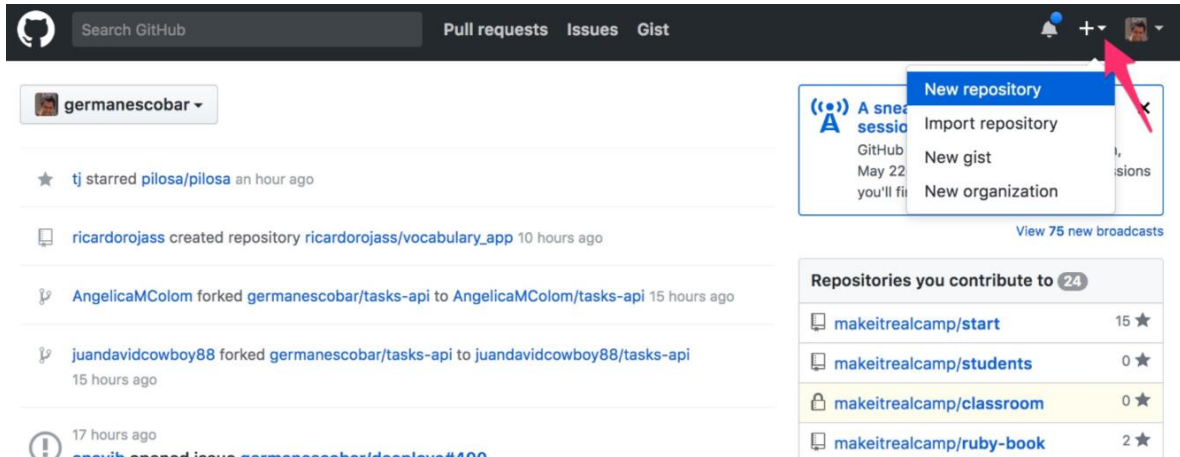 Search GitHub
Pull requests Issues Gist
germanescobar
tj starred pilosa/pilosa an hour ago
ricardorojass created repository ricardorojass/vocabulary_app 10 hours ago
AngelicaMColom forked germanescobar/tasks-api to AngelicaMColom/tasks-api 15 hours ago
juandavidcowboy88 forked germanescobar/tasks-api to juandavidcowboy88/tasks-api
15 hours ago
17 hours ago
opened issue
New repository
Import repository
New gist
New organization
A
GitHub
May 22
View 75 new broadcasts
Repositories you contribute to 24
makeitrealcamp/start 15
makeitrealcamp/students 0
makeitrealcamp/classroom 0
makeitrealcamp/ruby-book 2